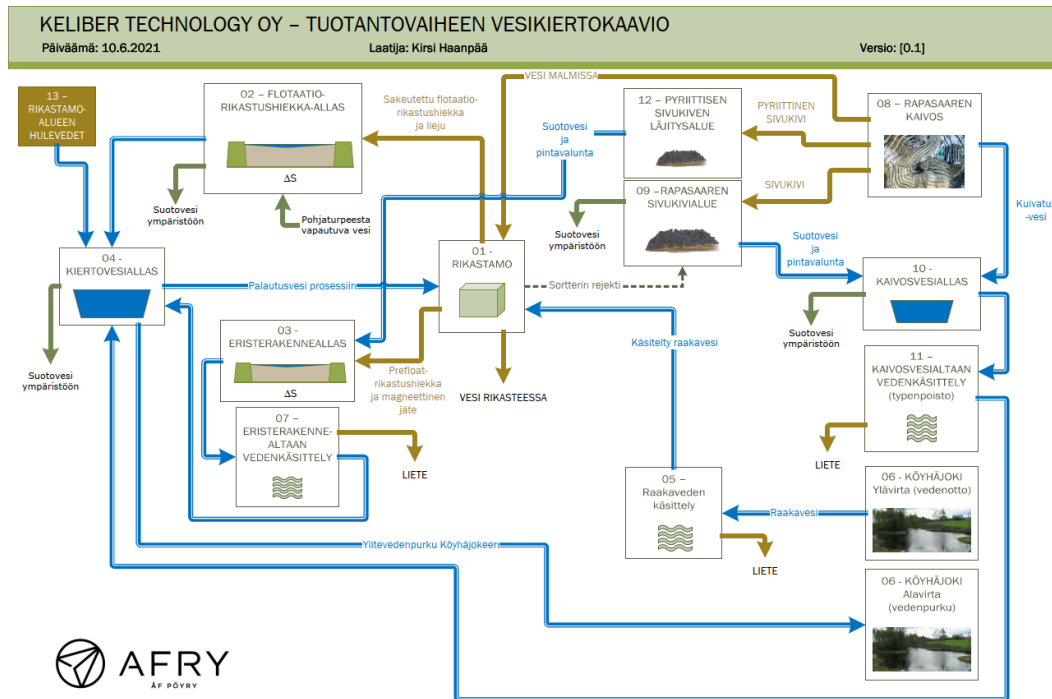 KELIBER TECHNOLOGY OY – TUOTANTOVAIHEEN VESIKIERTOKAAVIO
Päiväämä: 10.6.2021
Laatija: Kirsi Haanpää
Versio: [0.1]
13 –
RIKASTAMO-
ALUEEN
HULEVEDET
02 – FLOTAATIO-
RIKASTUSHIEKKA-ALLAS
ΔS
Sakeutettu flotaatio-
rikastushiekka
ja lieju
VESI MALMISSA
12 – PYRIITTISEN
SIVUKIVEN
LÄJITYSALUE
PYRIITTINEN
SIVUKIVI
08 – RAPASAAREN
KAIVOS
Suotovesi
ja
pintavalunta
09 –RAPASAAREN
SIVUKIVIALUE
SIVUKIVI
Kuivatus
-vesi
Suotovesi
ympäristöön
Pohjaturpeesta
vapautuva vesi
Suotovesi
ympäristöön
Suotovesi
ja
pintavalunta
04 -
KIERTOVESIALLAS
01 -
RIKASTAMO
10 -
KAIVOSVESIALLAS
Palautusvesi prosessiin
Sortterin rejekti
Suotovesi
ympäristöön
03 -
ERISTERAKENNEALLAS
ΔS
Käsitelty raakavesi
Suotovesi
ympäristöön
Prefloat-
rikastushiekka
ja magneettinen
jäte
VESI RIKASTEESSA
11 –
KAIVOSVESIALTAAN
VEDENKÄSITTELY
(typenpoisto)
07 –
ERISTERAKENNE-
ALTAAN
VEDENKÄSITTELY
LIETE
LIETE
05 –
Raakaveden
käsittely
Raakavesi
06 - KÖYHÄJOKI
Ylävirta (vedenotto)
Ylitevedenpurku Köyhäjokeen
LIETE
06 - KÖYHÄJOKI
Alavirta
(vedenpurku)
AFRY
ÅF PÖYRY